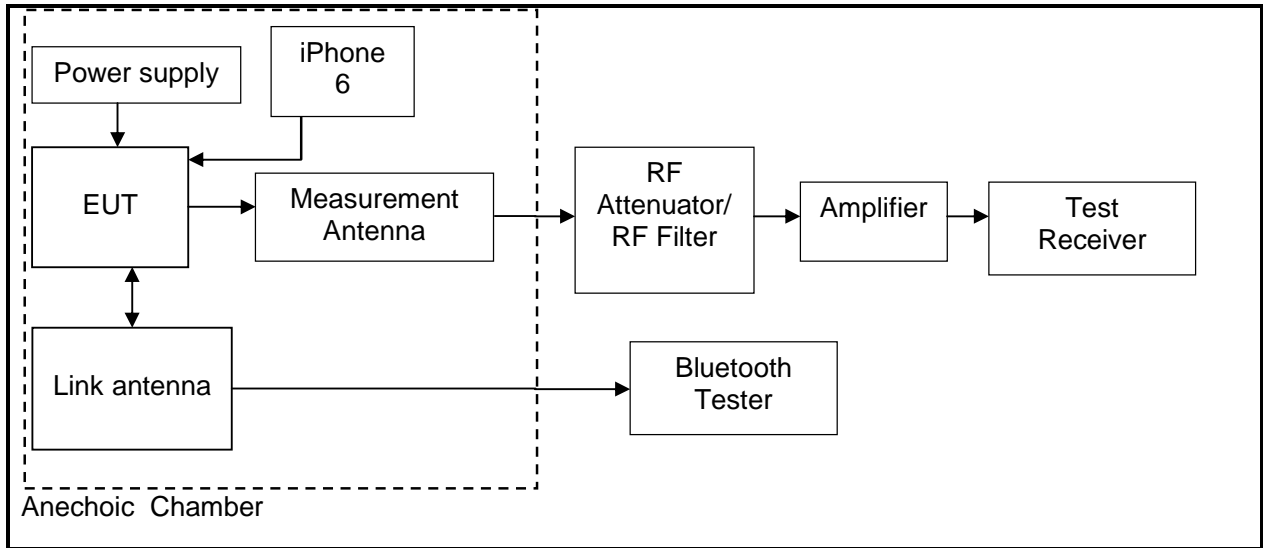 Power supply
iPhone
6
EUT
Measurement
Antenna
RF
Attenuator/
RF Filter
Amplifier
Test
Receiver
Link antenna
Bluetooth
Tester
Anechoic Chamber